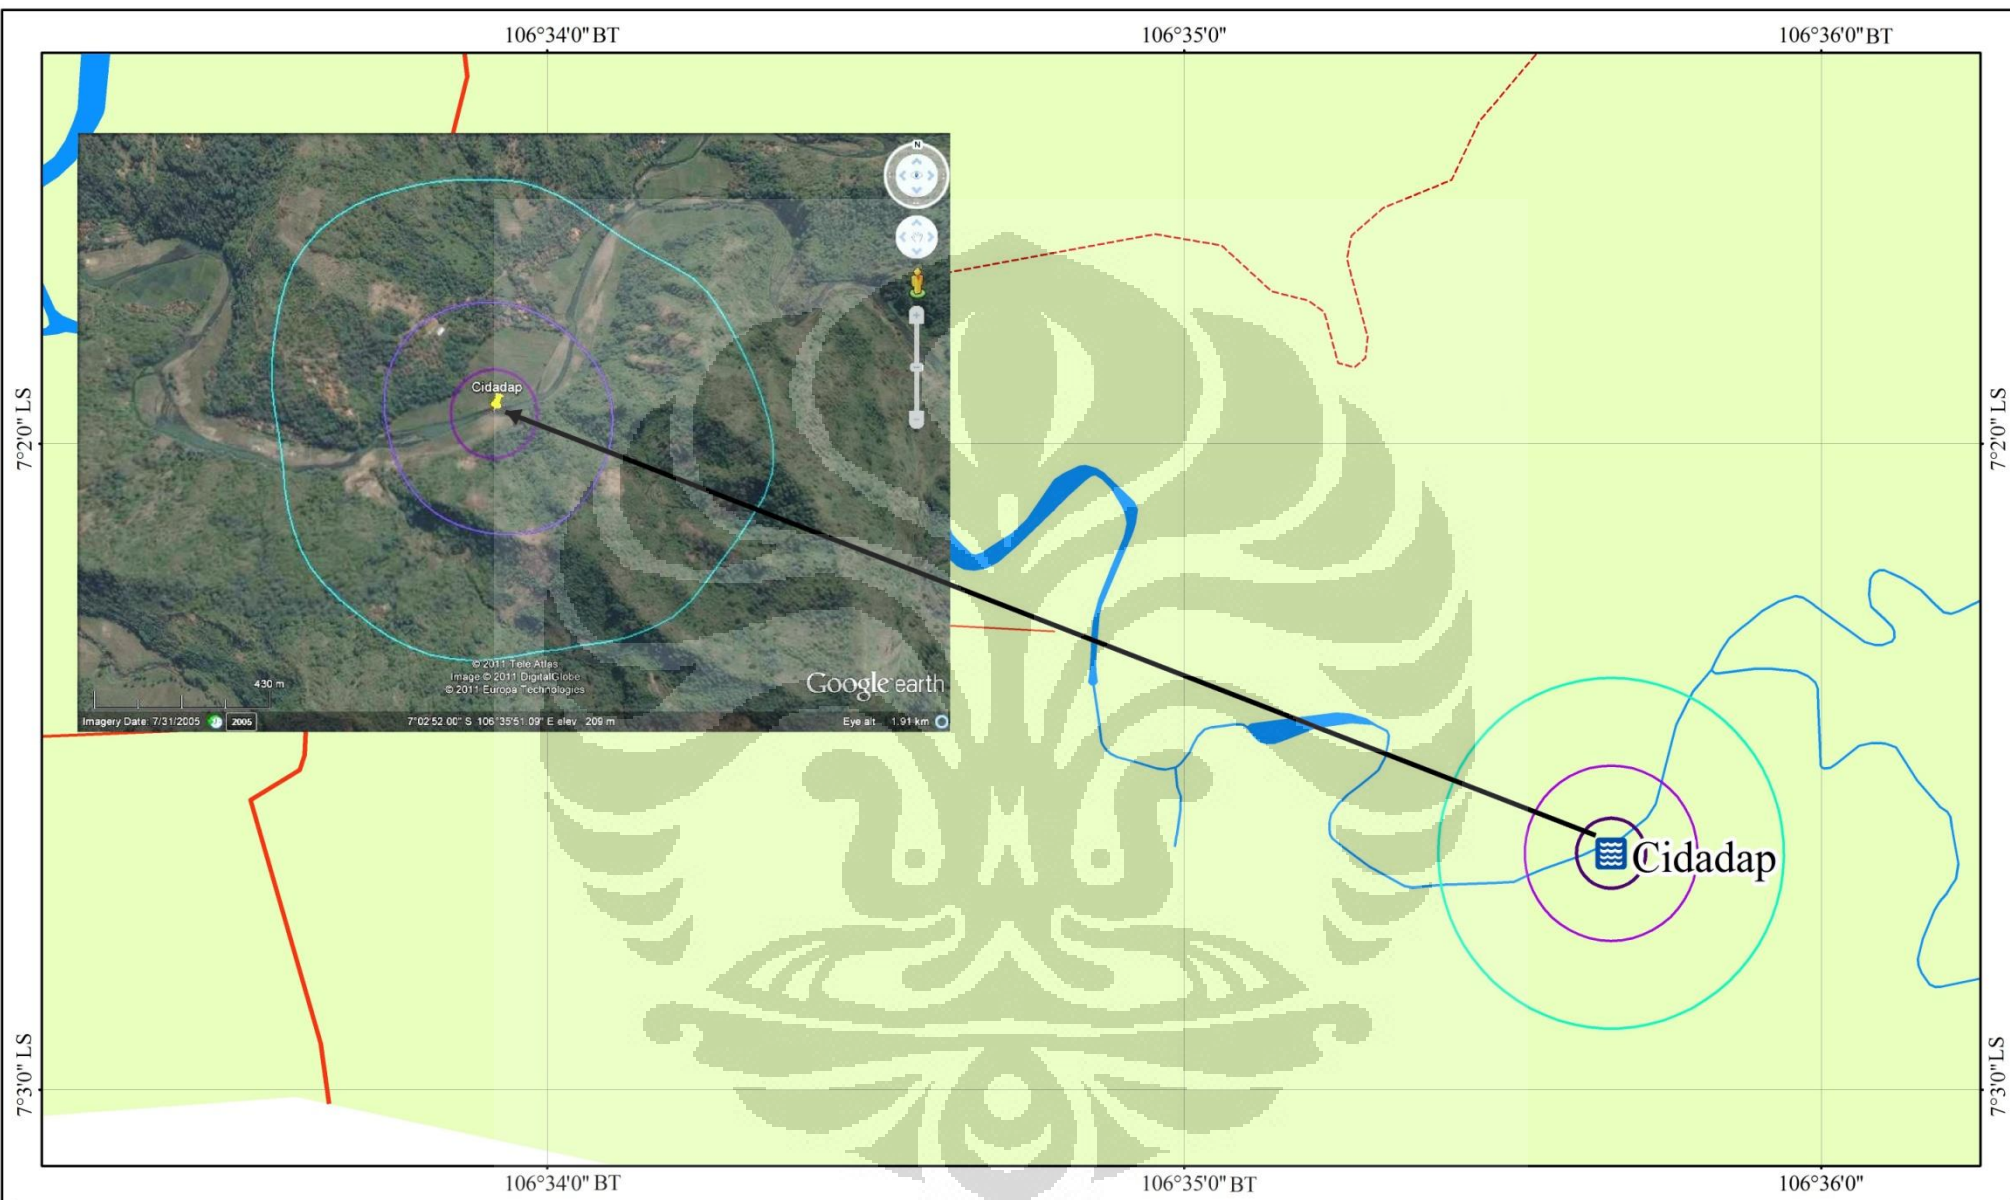 106°34'0" BT
106°35'0"
106°36'0" BT
7°2'0" LS
7°2'0" LS
N
Cidadap
© 2011 Tele Atlas
Image © 2011 DigitalGlobe
© 2011 Europa Technologies
430 m
Google earth
Imagery Date: 7/31/2005
2005
7°02'52.00" S 106°35'51.09" E elev 209 m
Eye alt 1.91 km
Cidadap
7°3'0" LS
7°3'0" LS
106°34'0" BT
106°35'0" BT
106°36'0"